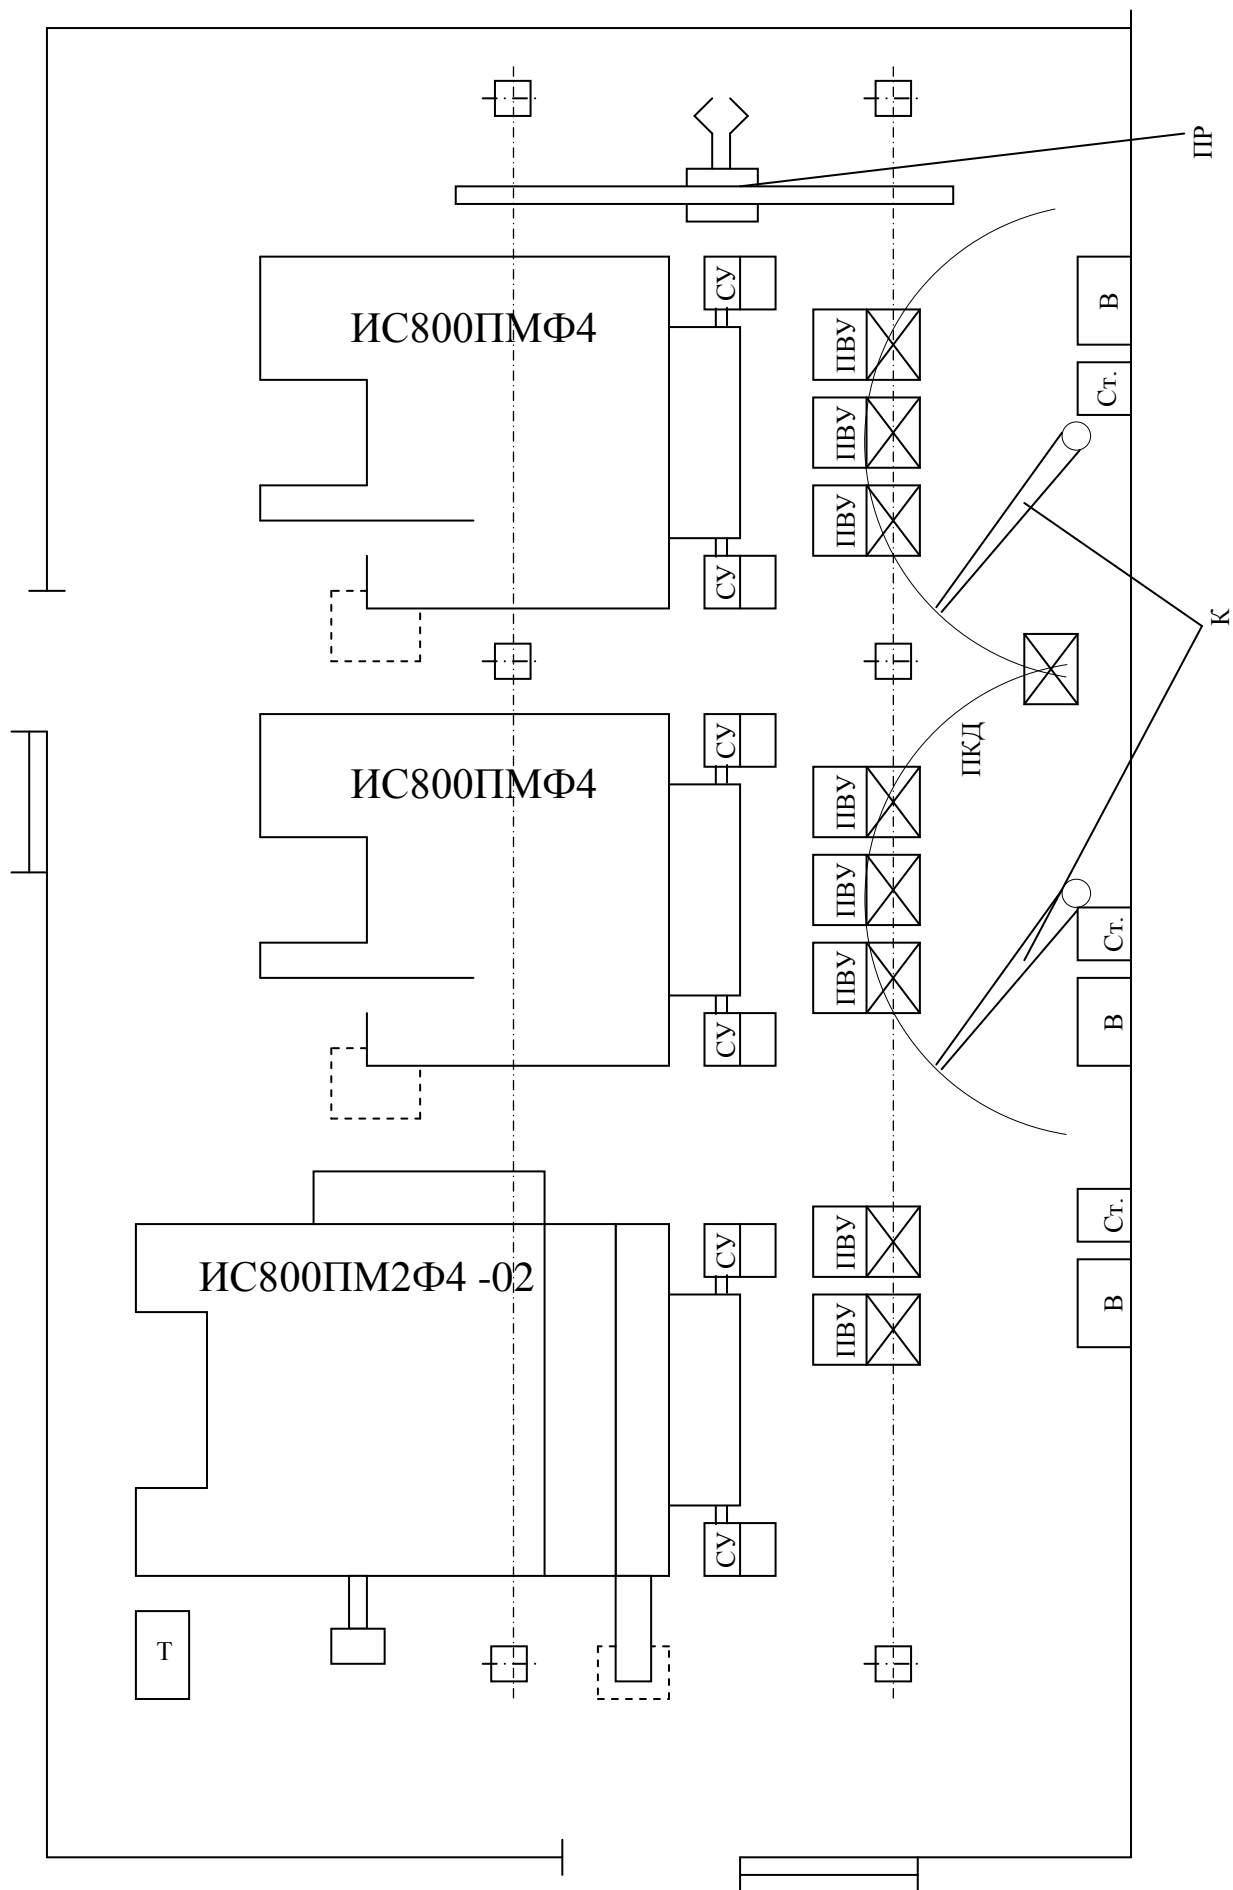 ПР
СУ
В
ИС800ПМФ4
ПВУ
Ст.
ПВУ
ПВУ
СУ
К
СУ
ПКД
ИС800ПМФ4
ПВУ
ПВУ
Ст.
ПВУ
СУ
В
Ст.
СУ
ПВУ
ИС800ПМ2Ф4 -02
В
ПВУ
СУ
Т